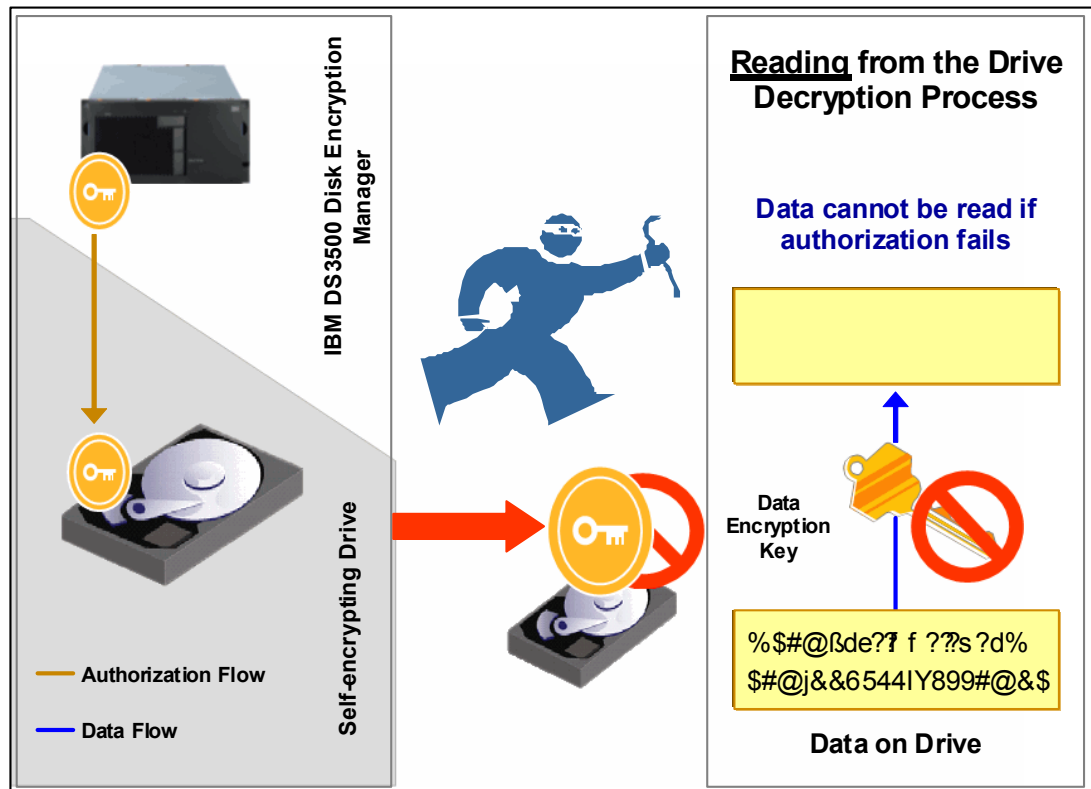 IBM DS3500 Disk Encryption
Manager
Self-encrypting Drive
Authorization Flow
Data Flow
Reading from the Drive
Decryption Process
Data cannot be read if
authorization fails
Data
Encryption
Key
%$#@ßde?? f ??s ?d%
$#@j&&6544IY899#@&$
Data on Drive